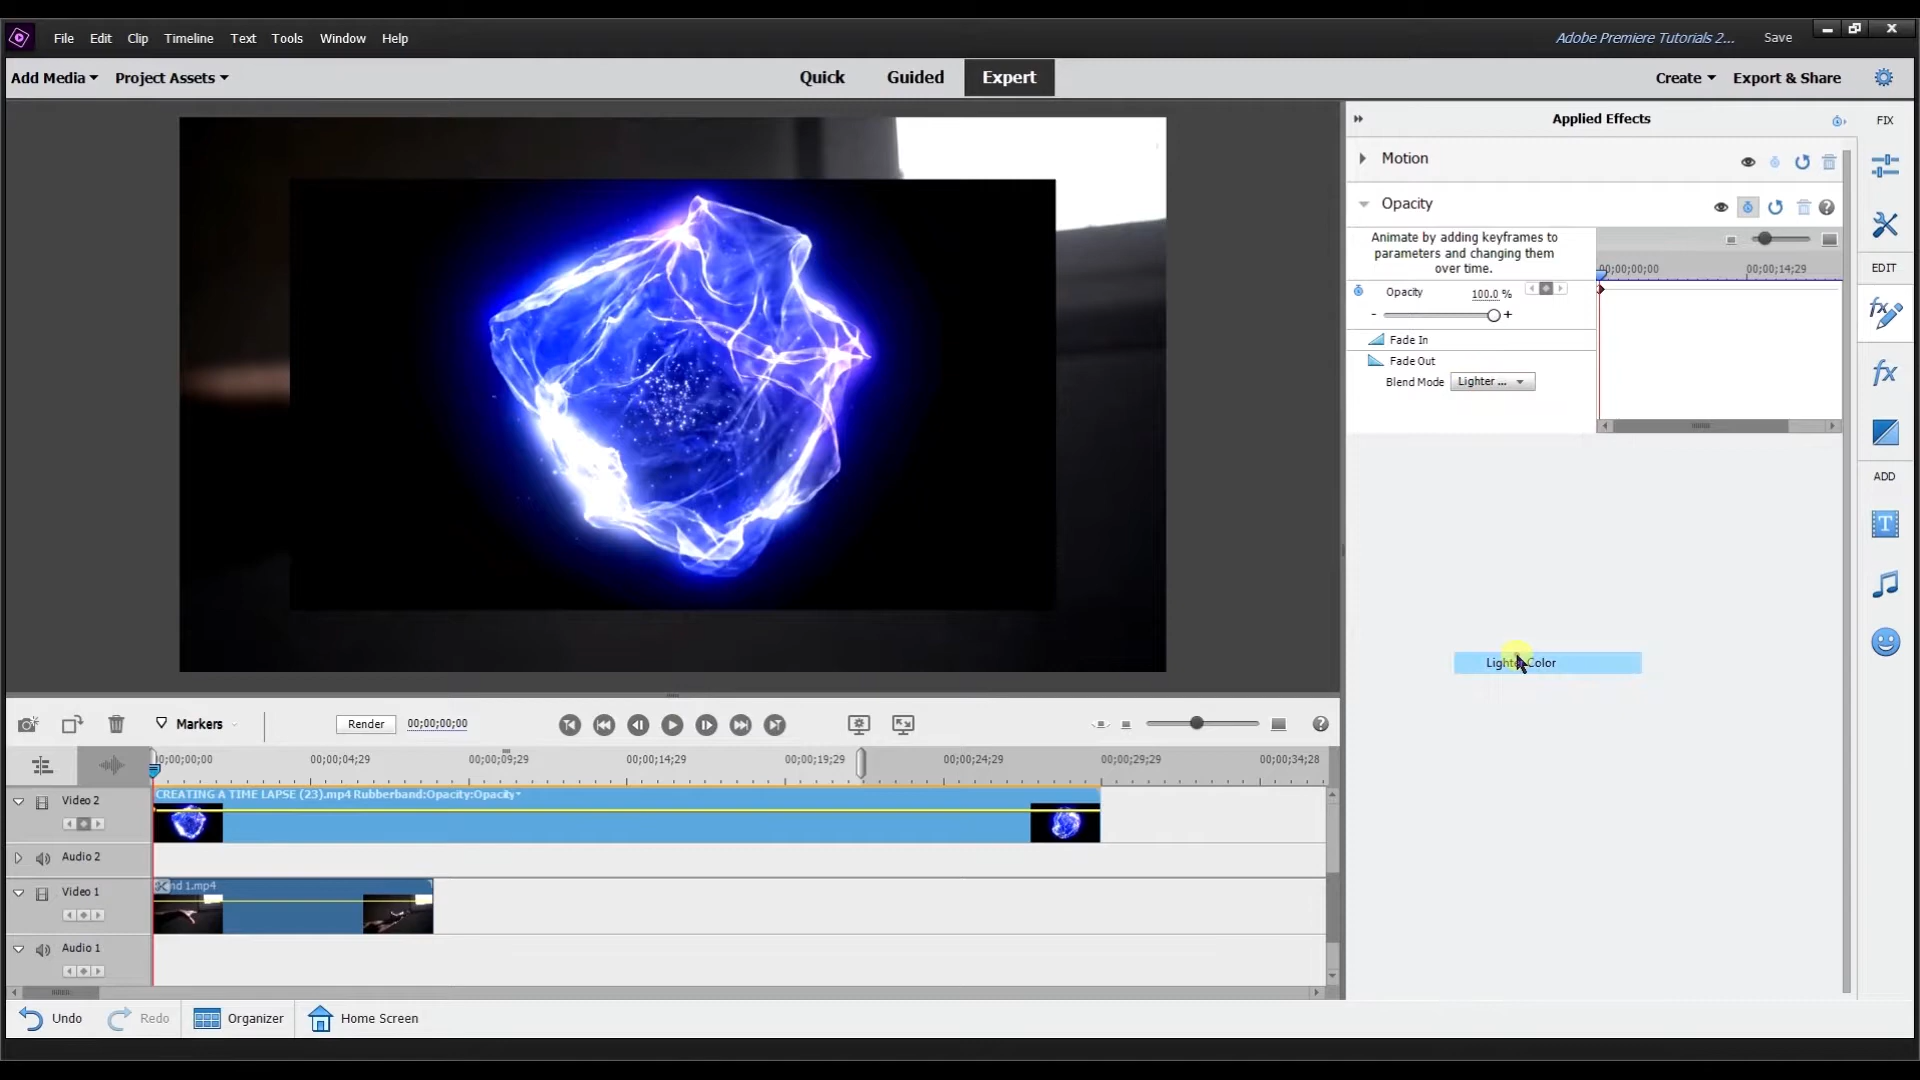 File Edit Clip Timeline Text Tools Window Help
Adobe Premiere Tutorials 2... Save
Add Media Project Assets
Quick Guided Expert
Create Export & Share
Applied Effects
FIX
Motion
Opacity
Animate by adding keyframes to
parameters and changing them
over time.
00;00;00;00 00;00;14;29
EDIT
Opacity 100.0 %
- +
Fade In
Fade Out
Blend Mode Lighter ...
fx
ADD
T
Lighter Color
Markers Render 00;00;00;00
;00;00;00 00;00;04;29 00;00;09;29 00;00;14;29 00;00;19;29 00;00;24;29 00;00;29;29 00;00;34;28
Video 2 CREATING A TIME LAPSE (23).mp4 Rubberband:Opacity:Opacity
Audio 2
Video 1 nd 1.mp4
Audio 1
Undo Redo Organizer Home Screen